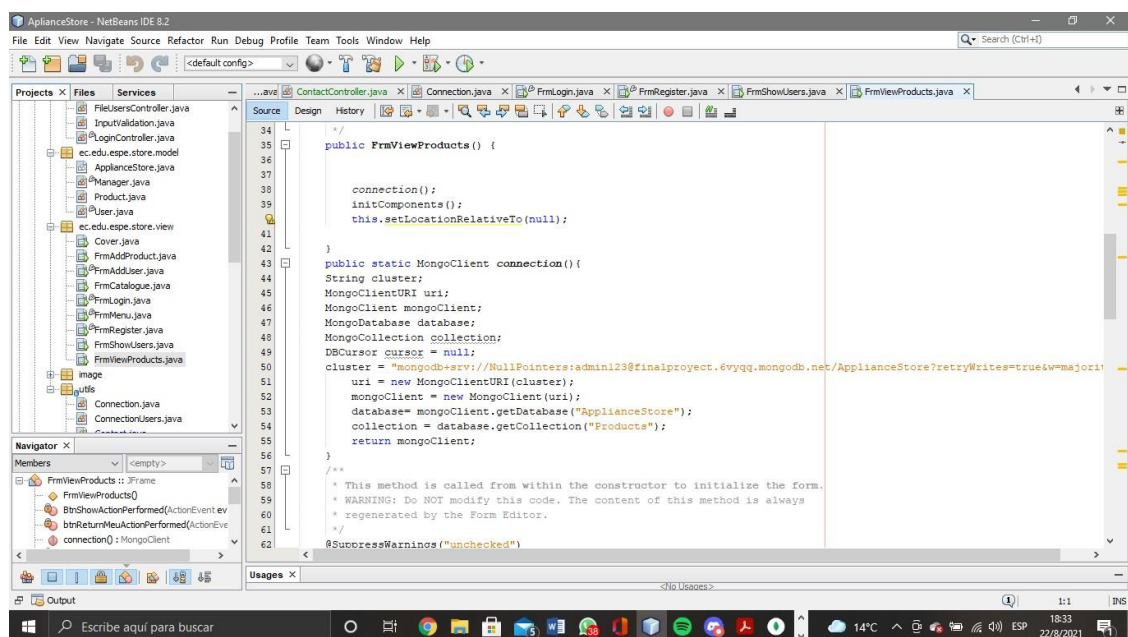 ApplianceStore - NetBeans IDE 8.2
File Edit View Navigate Source Refactor Run Debug Profile Team Tools Window Help
Search (Ctrl+I)
<default config>
Projects × Files Services
FileUsersController.java
InputValidation.java
LoginController.java
ec.edu.espe.store.model
ApplianceStore.java
Manager.java
Product.java
User.java
ec.edu.espe.store.view
Cover.java
FrmAddProduct.java
FrmAddUser.java
FrmCatalogue.java
FrmLogin.java
FrmMenu.java
FrmRegister.java
FrmShowUsers.java
FrmViewProducts.java
image
utils
Connection.java
ConnectionUsers.java
Navigator ×
Members <empty>
FrmViewProducts :: JFrame
FrmViewProducts()
BtnShowActionPerformed(ActionEvent ev
btnReturnMeuActionPerformed(ActionEve
connection() : MongoClient
...ava ContactController.java × Connection.java × FrmLogin.java × FrmRegister.java × FrmShowUsers.java × FrmViewProducts.java ×
Source Design History
34 */
35 public FrmViewProducts() {
36
37
38 connection();
39 initComponents();
this.setLocationRelativeTo(null);
41
42 }
43 public static MongoClient connection(){
44 String cluster;
45 MongoClientURI uri;
46 MongoClient mongoClient;
47 MongoDatabase database;
48 MongoCollection collection;
49 DBCursor cursor = null;
50 cluster = "mongodb+srv://NullPointers:admin123@finalproyect.6vyqq.mongodb.net/ApplianceStore?retryWrites=true&w=majorit
51 uri = new MongoClientURI(cluster);
52 mongoClient = new MongoClient(uri);
53 database= mongoClient.getDatabase("ApplianceStore");
54 collection = database.getCollection("Products");
55 return mongoClient;
56 }
57 /**
58 * This method is called from within the constructor to initialize the form.
59 * WARNING: Do NOT modify this code. The content of this method is always
60 * regenerated by the Form Editor.
61 */
62 @SuppressWarnings("unchecked")
Usages ×
<No Usages>
Output
1:1 INS
Escribe aquí para buscar
14°C ESP
18:33
22/8/2021